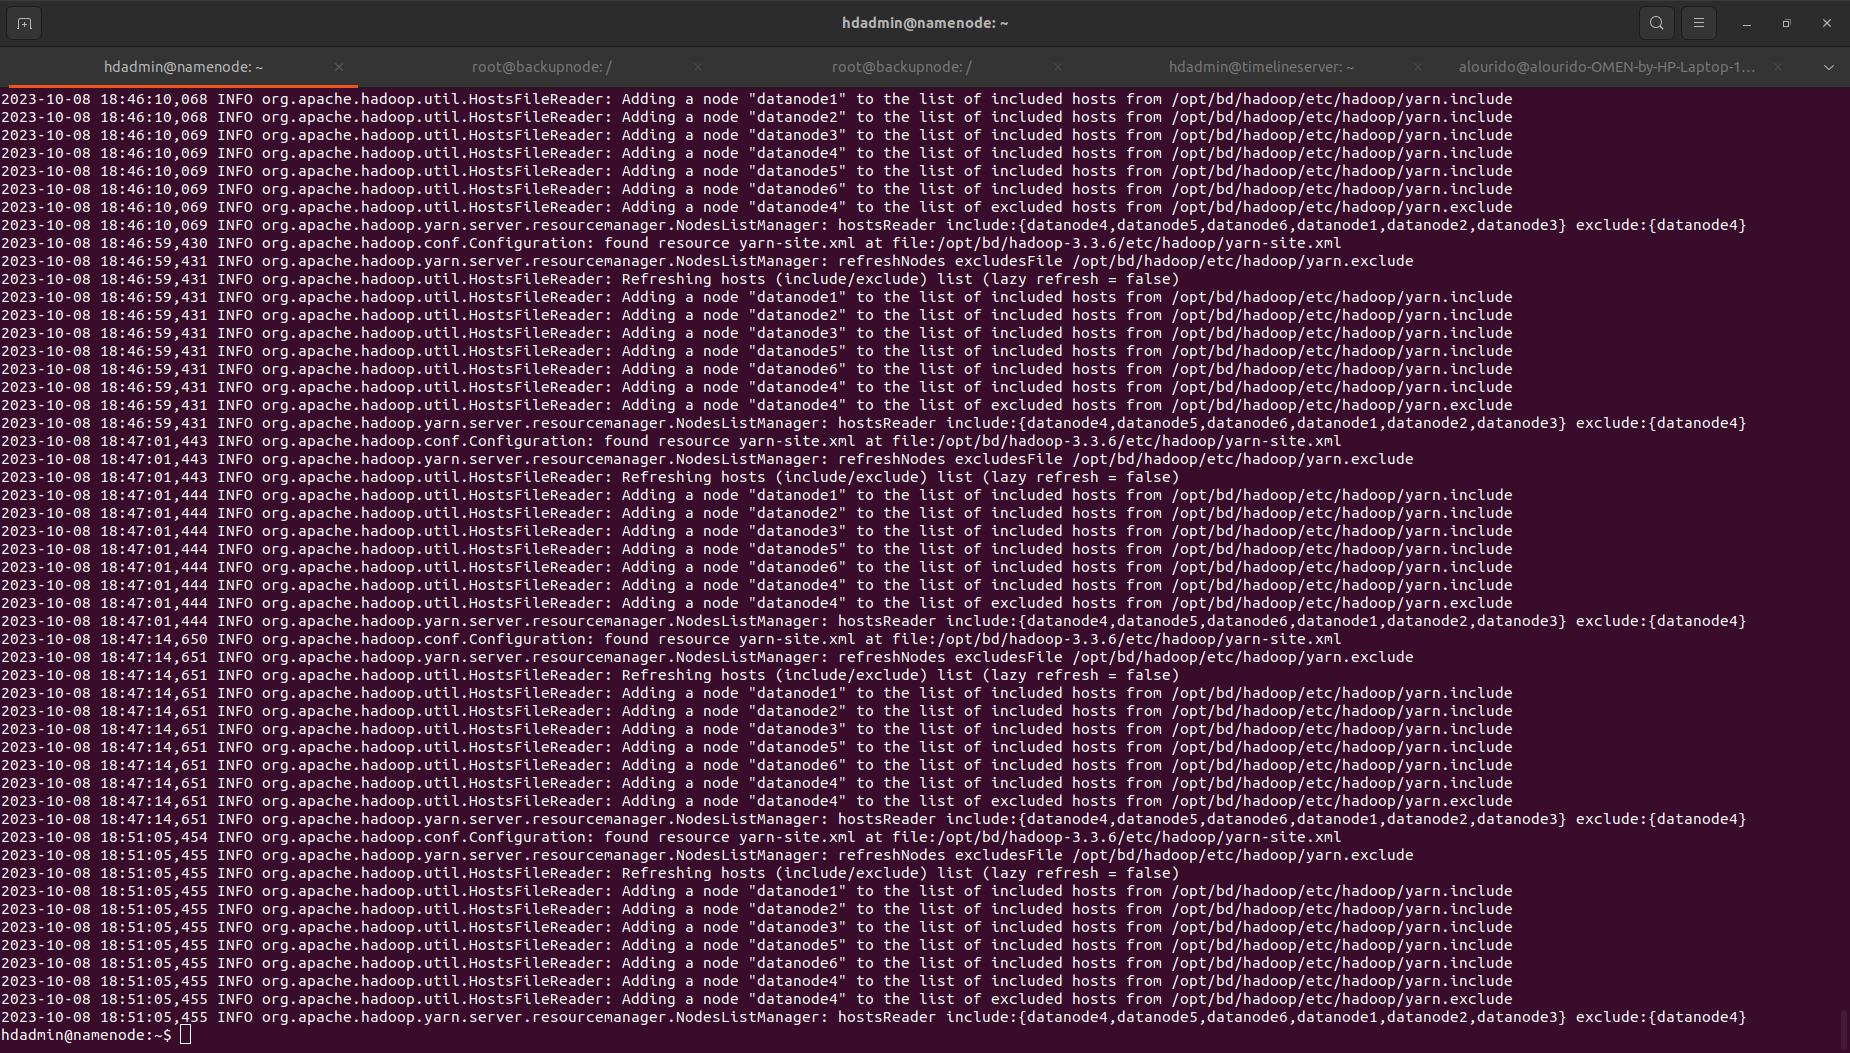 hdadmin@namenode: ~
hdadmin@namenode: ~
root@backupnode: /
root@backupnode: /
hdadmin@timelineserver: ~
alourido@alourido-OMEN-by-HP-Laptop-1...
2023-10-08 18:46:10,068 INFO org.apache.hadoop.util.HostsFileReader: Adding a node "datanode1" to the list of included hosts from /opt/bd/hadoop/etc/hadoop/yarn.include
2023-10-08 18:46:10,068 INFO org.apache.hadoop.util.HostsFileReader: Adding a node "datanode2" to the list of included hosts from /opt/bd/hadoop/etc/hadoop/yarn.include
2023-10-08 18:46:10,069 INFO org.apache.hadoop.util.HostsFileReader: Adding a node "datanode3" to the list of included hosts from /opt/bd/hadoop/etc/hadoop/yarn.include
2023-10-08 18:46:10,069 INFO org.apache.hadoop.util.HostsFileReader: Adding a node "datanode4" to the list of included hosts from /opt/bd/hadoop/etc/hadoop/yarn.include
2023-10-08 18:46:10,069 INFO org.apache.hadoop.util.HostsFileReader: Adding a node "datanode5" to the list of included hosts from /opt/bd/hadoop/etc/hadoop/yarn.include
2023-10-08 18:46:10,069 INFO org.apache.hadoop.util.HostsFileReader: Adding a node "datanode6" to the list of included hosts from /opt/bd/hadoop/etc/hadoop/yarn.include
2023-10-08 18:46:10,069 INFO org.apache.hadoop.util.HostsFileReader: Adding a node "datanode4" to the list of excluded hosts from /opt/bd/hadoop/etc/hadoop/yarn.exclude
2023-10-08 18:46:10,069 INFO org.apache.hadoop.yarn.server.resourcemanager.NodesListManager: hostsReader include:{datanode4,datanode5,datanode6,datanode1,datanode2,datanode3} exclude:{datanode4}
2023-10-08 18:46:59,430 INFO org.apache.hadoop.conf.Configuration: found resource yarn-site.xml at file:/opt/bd/hadoop-3.3.6/etc/hadoop/yarn-site.xml
2023-10-08 18:46:59,431 INFO org.apache.hadoop.yarn.server.resourcemanager.NodesListManager: refreshNodes excludesFile /opt/bd/hadoop/etc/hadoop/yarn.exclude
2023-10-08 18:46:59,431 INFO org.apache.hadoop.util.HostsFileReader: Refreshing hosts (include/exclude) list (lazy refresh = false)
2023-10-08 18:46:59,431 INFO org.apache.hadoop.util.HostsFileReader: Adding a node "datanode1" to the list of included hosts from /opt/bd/hadoop/etc/hadoop/yarn.include
2023-10-08 18:46:59,431 INFO org.apache.hadoop.util.HostsFileReader: Adding a node "datanode2" to the list of included hosts from /opt/bd/hadoop/etc/hadoop/yarn.include
2023-10-08 18:46:59,431 INFO org.apache.hadoop.util.HostsFileReader: Adding a node "datanode3" to the list of included hosts from /opt/bd/hadoop/etc/hadoop/yarn.include
2023-10-08 18:46:59,431 INFO org.apache.hadoop.util.HostsFileReader: Adding a node "datanode5" to the list of included hosts from /opt/bd/hadoop/etc/hadoop/yarn.include
2023-10-08 18:46:59,431 INFO org.apache.hadoop.util.HostsFileReader: Adding a node "datanode6" to the list of included hosts from /opt/bd/hadoop/etc/hadoop/yarn.include
2023-10-08 18:46:59,431 INFO org.apache.hadoop.util.HostsFileReader: Adding a node "datanode4" to the list of included hosts from /opt/bd/hadoop/etc/hadoop/yarn.include
2023-10-08 18:46:59,431 INFO org.apache.hadoop.util.HostsFileReader: Adding a node "datanode4" to the list of excluded hosts from /opt/bd/hadoop/etc/hadoop/yarn.exclude
2023-10-08 18:46:59,431 INFO org.apache.hadoop.yarn.server.resourcemanager.NodesListManager: hostsReader include:{datanode4,datanode5,datanode6,datanode1,datanode2,datanode3} exclude:{datanode4}
2023-10-08 18:47:01,443 INFO org.apache.hadoop.conf.Configuration: found resource yarn-site.xml at file:/opt/bd/hadoop-3.3.6/etc/hadoop/yarn-site.xml
2023-10-08 18:47:01,443 INFO org.apache.hadoop.yarn.server.resourcemanager.NodesListManager: refreshNodes excludesFile /opt/bd/hadoop/etc/hadoop/yarn.exclude
2023-10-08 18:47:01,443 INFO org.apache.hadoop.util.HostsFileReader: Refreshing hosts (include/exclude) list (lazy refresh = false)
2023-10-08 18:47:01,444 INFO org.apache.hadoop.util.HostsFileReader: Adding a node "datanode1" to the list of included hosts from /opt/bd/hadoop/etc/hadoop/yarn.include
2023-10-08 18:47:01,444 INFO org.apache.hadoop.util.HostsFileReader: Adding a node "datanode2" to the list of included hosts from /opt/bd/hadoop/etc/hadoop/yarn.include
2023-10-08 18:47:01,444 INFO org.apache.hadoop.util.HostsFileReader: Adding a node "datanode3" to the list of included hosts from /opt/bd/hadoop/etc/hadoop/yarn.include
2023-10-08 18:47:01,444 INFO org.apache.hadoop.util.HostsFileReader: Adding a node "datanode5" to the list of included hosts from /opt/bd/hadoop/etc/hadoop/yarn.include
2023-10-08 18:47:01,444 INFO org.apache.hadoop.util.HostsFileReader: Adding a node "datanode6" to the list of included hosts from /opt/bd/hadoop/etc/hadoop/yarn.include
2023-10-08 18:47:01,444 INFO org.apache.hadoop.util.HostsFileReader: Adding a node "datanode4" to the list of included hosts from /opt/bd/hadoop/etc/hadoop/yarn.include
2023-10-08 18:47:01,444 INFO org.apache.hadoop.util.HostsFileReader: Adding a node "datanode4" to the list of excluded hosts from /opt/bd/hadoop/etc/hadoop/yarn.exclude
2023-10-08 18:47:01,444 INFO org.apache.hadoop.yarn.server.resourcemanager.NodesListManager: hostsReader include:{datanode4,datanode5,datanode6,datanode1,datanode2,datanode3} exclude:{datanode4}
2023-10-08 18:47:14,650 INFO org.apache.hadoop.conf.Configuration: found resource yarn-site.xml at file:/opt/bd/hadoop-3.3.6/etc/hadoop/yarn-site.xml
2023-10-08 18:47:14,651 INFO org.apache.hadoop.yarn.server.resourcemanager.NodesListManager: refreshNodes excludesFile /opt/bd/hadoop/etc/hadoop/yarn.exclude
2023-10-08 18:47:14,651 INFO org.apache.hadoop.util.HostsFileReader: Refreshing hosts (include/exclude) list (lazy refresh = false)
2023-10-08 18:47:14,651 INFO org.apache.hadoop.util.HostsFileReader: Adding a node "datanode1" to the list of included hosts from /opt/bd/hadoop/etc/hadoop/yarn.include
2023-10-08 18:47:14,651 INFO org.apache.hadoop.util.HostsFileReader: Adding a node "datanode2" to the list of included hosts from /opt/bd/hadoop/etc/hadoop/yarn.include
2023-10-08 18:47:14,651 INFO org.apache.hadoop.util.HostsFileReader: Adding a node "datanode3" to the list of included hosts from /opt/bd/hadoop/etc/hadoop/yarn.include
2023-10-08 18:47:14,651 INFO org.apache.hadoop.util.HostsFileReader: Adding a node "datanode5" to the list of included hosts from /opt/bd/hadoop/etc/hadoop/yarn.include
2023-10-08 18:47:14,651 INFO org.apache.hadoop.util.HostsFileReader: Adding a node "datanode6" to the list of included hosts from /opt/bd/hadoop/etc/hadoop/yarn.include
2023-10-08 18:47:14,651 INFO org.apache.hadoop.util.HostsFileReader: Adding a node "datanode4" to the list of included hosts from /opt/bd/hadoop/etc/hadoop/yarn.include
2023-10-08 18:47:14,651 INFO org.apache.hadoop.util.HostsFileReader: Adding a node "datanode4" to the list of excluded hosts from /opt/bd/hadoop/etc/hadoop/yarn.exclude
2023-10-08 18:47:14,651 INFO org.apache.hadoop.yarn.server.resourcemanager.NodesListManager: hostsReader include:{datanode4,datanode5,datanode6,datanode1,datanode2,datanode3} exclude:{datanode4}
2023-10-08 18:51:05,454 INFO org.apache.hadoop.conf.Configuration: found resource yarn-site.xml at file:/opt/bd/hadoop-3.3.6/etc/hadoop/yarn-site.xml
2023-10-08 18:51:05,455 INFO org.apache.hadoop.yarn.server.resourcemanager.NodesListManager: refreshNodes excludesFile /opt/bd/hadoop/etc/hadoop/yarn.exclude
2023-10-08 18:51:05,455 INFO org.apache.hadoop.util.HostsFileReader: Refreshing hosts (include/exclude) list (lazy refresh = false)
2023-10-08 18:51:05,455 INFO org.apache.hadoop.util.HostsFileReader: Adding a node "datanode1" to the list of included hosts from /opt/bd/hadoop/etc/hadoop/yarn.include
2023-10-08 18:51:05,455 INFO org.apache.hadoop.util.HostsFileReader: Adding a node "datanode2" to the list of included hosts from /opt/bd/hadoop/etc/hadoop/yarn.include
2023-10-08 18:51:05,455 INFO org.apache.hadoop.util.HostsFileReader: Adding a node "datanode3" to the list of included hosts from /opt/bd/hadoop/etc/hadoop/yarn.include
2023-10-08 18:51:05,455 INFO org.apache.hadoop.util.HostsFileReader: Adding a node "datanode5" to the list of included hosts from /opt/bd/hadoop/etc/hadoop/yarn.include
2023-10-08 18:51:05,455 INFO org.apache.hadoop.util.HostsFileReader: Adding a node "datanode6" to the list of included hosts from /opt/bd/hadoop/etc/hadoop/yarn.include
2023-10-08 18:51:05,455 INFO org.apache.hadoop.util.HostsFileReader: Adding a node "datanode4" to the list of included hosts from /opt/bd/hadoop/etc/hadoop/yarn.include
2023-10-08 18:51:05,455 INFO org.apache.hadoop.util.HostsFileReader: Adding a node "datanode4" to the list of excluded hosts from /opt/bd/hadoop/etc/hadoop/yarn.exclude
2023-10-08 18:51:05,455 INFO org.apache.hadoop.yarn.server.resourcemanager.NodesListManager: hostsReader include:{datanode4,datanode5,datanode6,datanode1,datanode2,datanode3} exclude:{datanode4}
hdadmin@namenode:~$